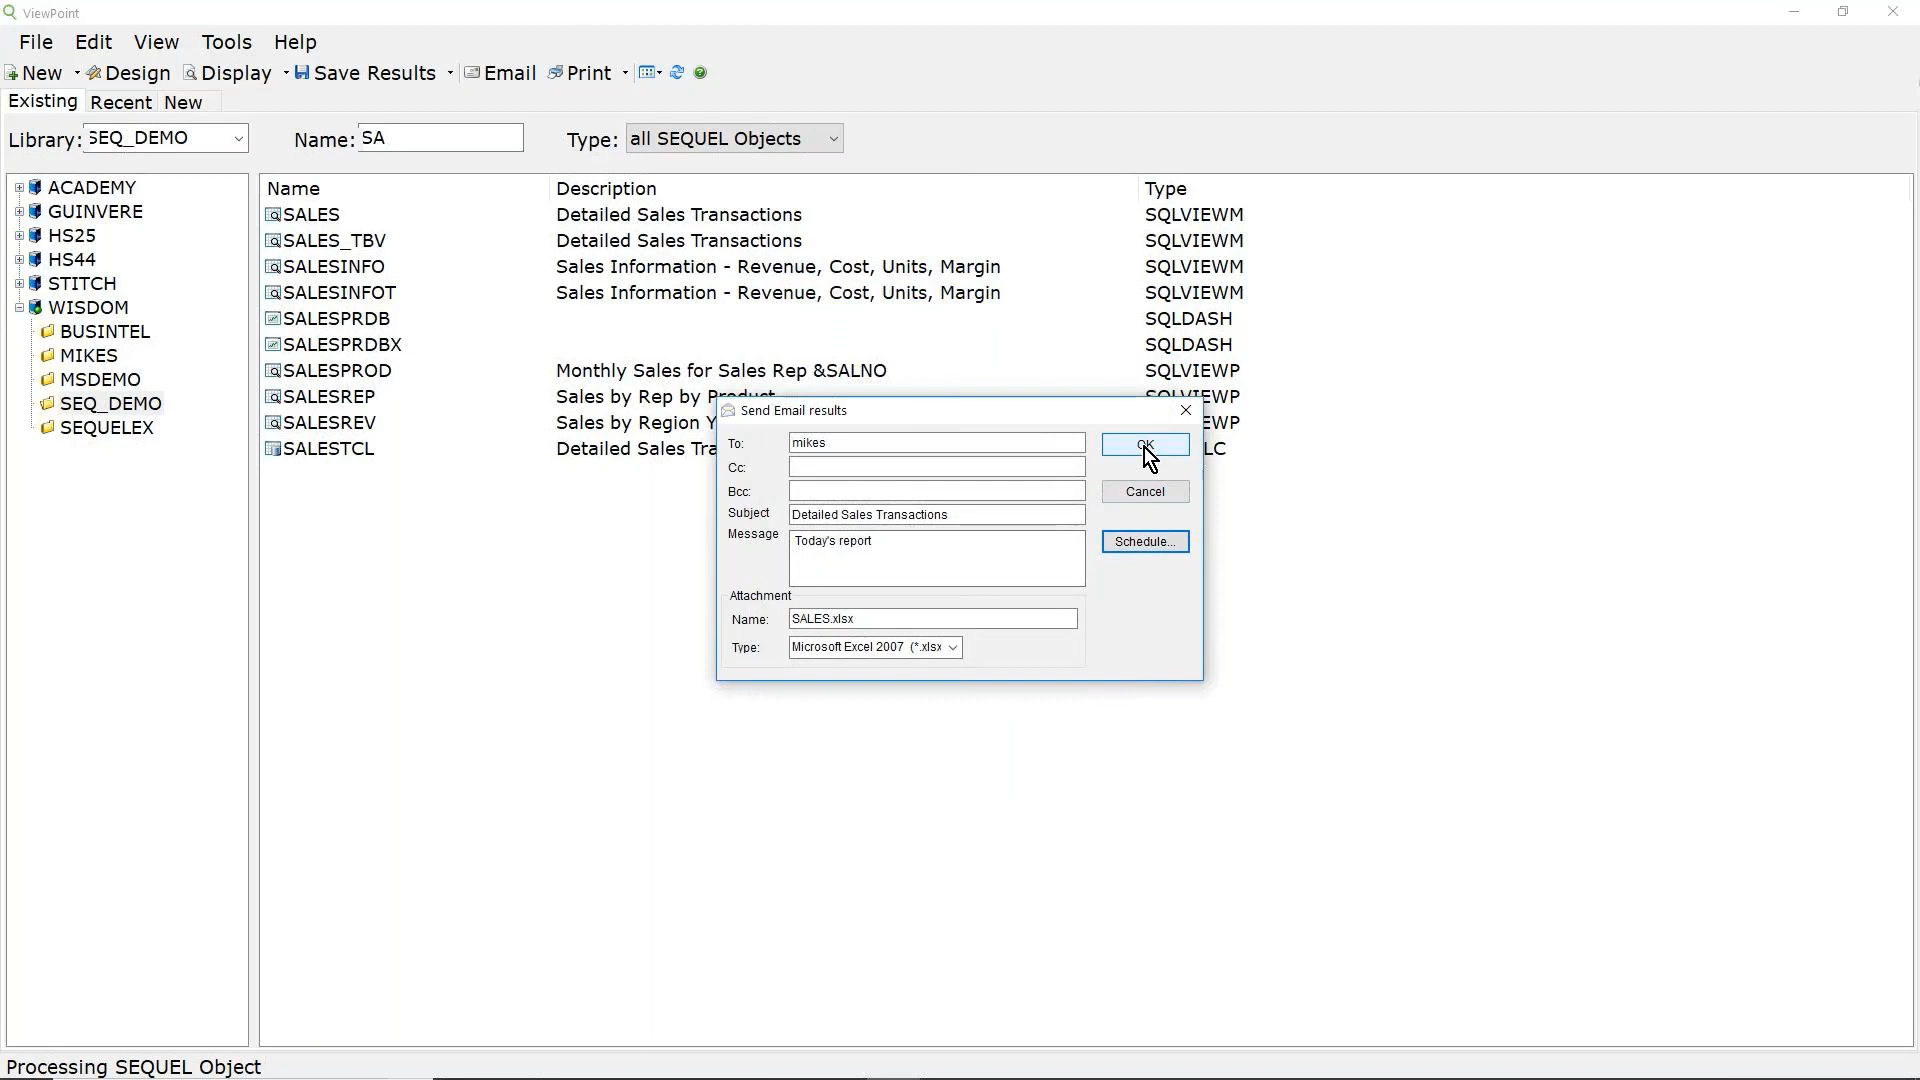 ViewPoint
File Edit View Tools Help
New Design Display Save Results Email Print
Existing Recent New
Library: SEQ_DEMO Name: SA Type: all SEQUEL Objects
ACADEMY
GUINVERE
HS25
HS44
STITCH
WISDOM
BUSINTEL
MIKES
MSDEMO
SEQ_DEMO
SEQUELEX
Name Description Type
SALES Detailed Sales Transactions SQLVIEWM
SALES_TBV Detailed Sales Transactions SQLVIEWM
SALESINFO Sales Information - Revenue, Cost, Units, Margin SQLVIEWM
SALESINFOT Sales Information - Revenue, Cost, Units, Margin SQLVIEWM
SALESPRDB SQLDASH
SALESPRDBX SQLDASH
SALESPROD Monthly Sales for Sales Rep &SALNO SQLVIEWP
SALESREP Sales by Rep by Product SQLVIEWP
SALESREV Sales by Region Y EWP
SALESTCL Detailed Sales Tra LC
Send Email results
To: mikes OK
Cc:
Bcc: Cancel
Subject Detailed Sales Transactions
Message Today's report Schedule...
Attachment
Name: SALES.xlsx
Type: Microsoft Excel 2007 (*.xlsx
Processing SEQUEL Object